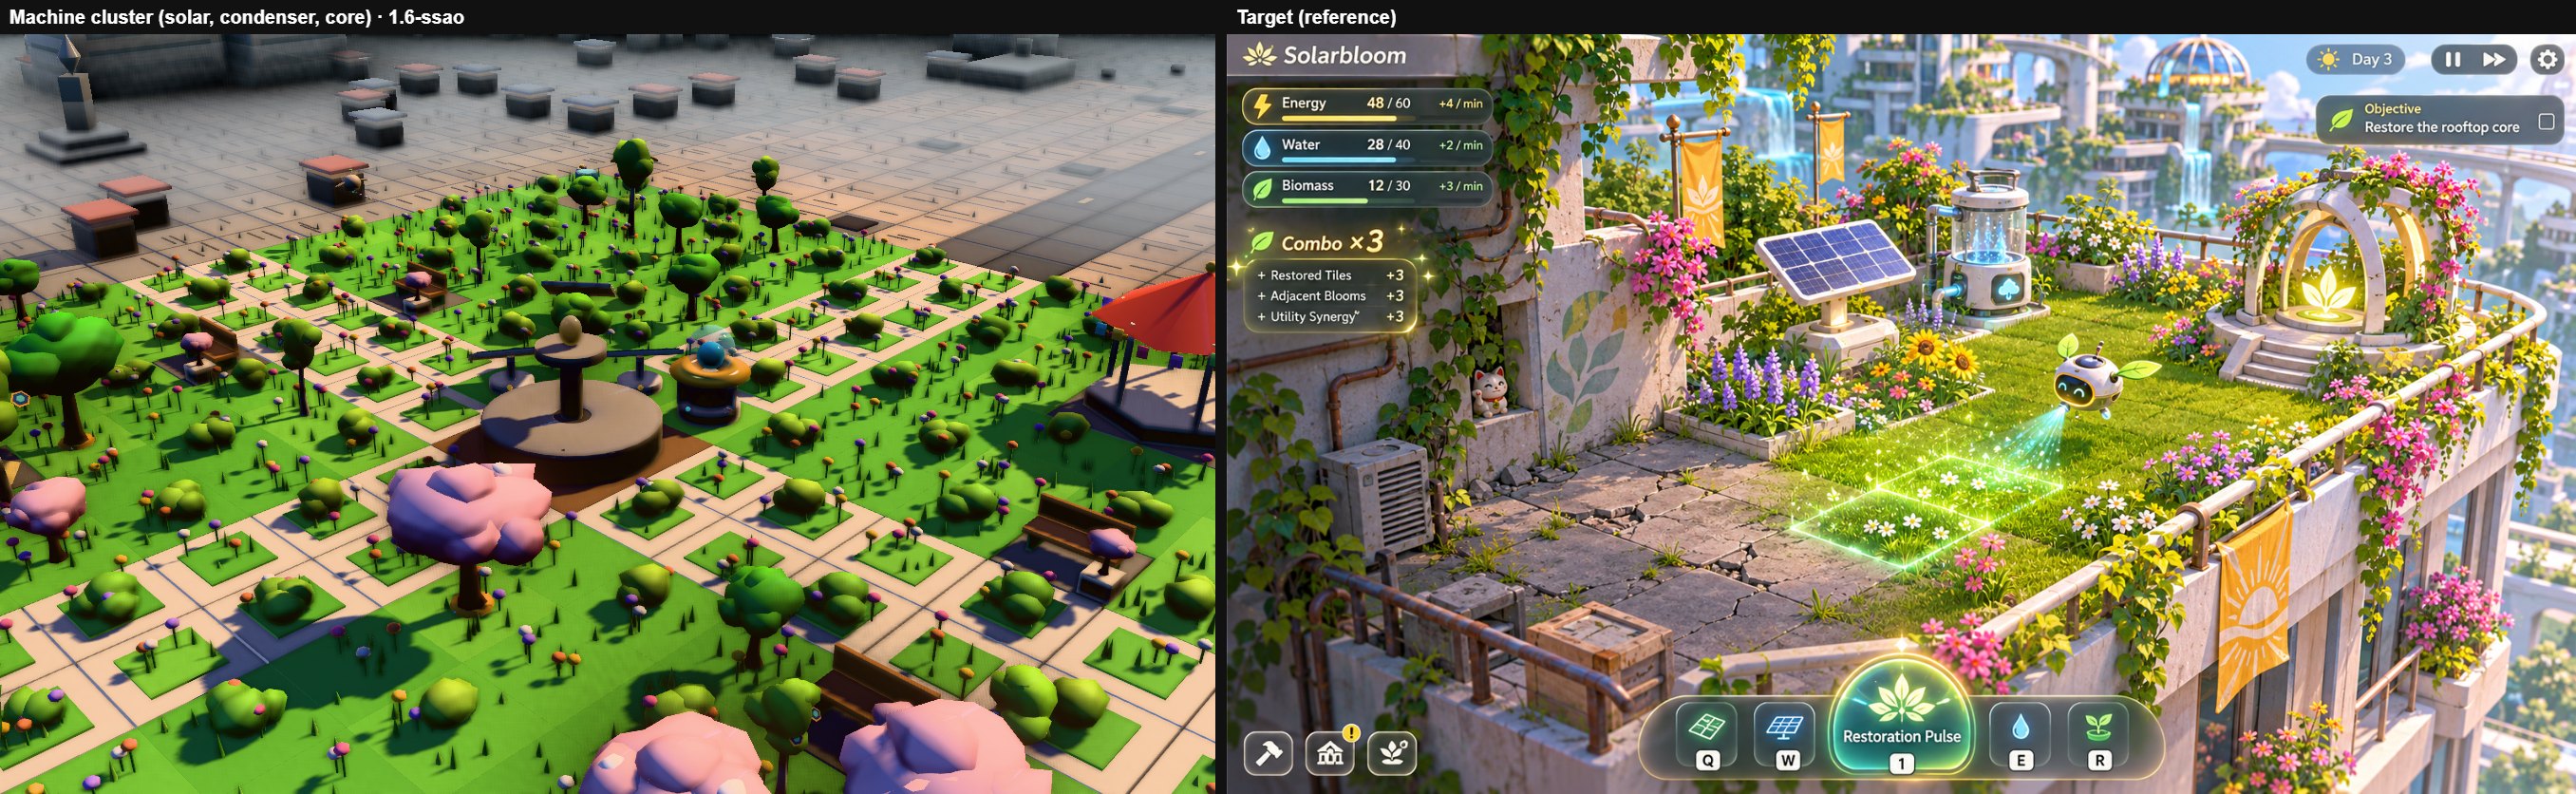 Machine cluster (solar, condenser, core) · 1.6-ssao
Target (reference)
Solarbloom
Day 3
Energy 48 / 60 +4 / min
Water 28 / 40 +2 / min
Biomass 12 / 30 +3 / min
Objective
Restore the rooftop core
Combo ×3
+ Restored Tiles +3
+ Adjacent Blooms +3
+ Utility Synergy +3
!
Restoration Pulse
Q
W
1
E
R